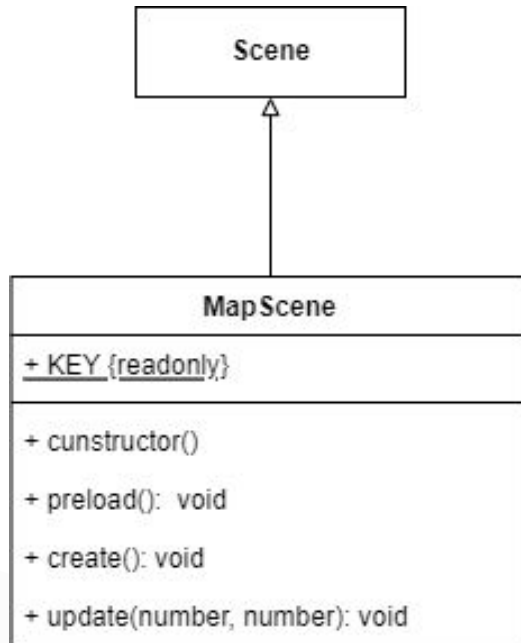 Scene
MapScene
+ KEY {readonly}
+ cunstructor()
+ preload(): void
+ create(): void
+ update(number, number): void